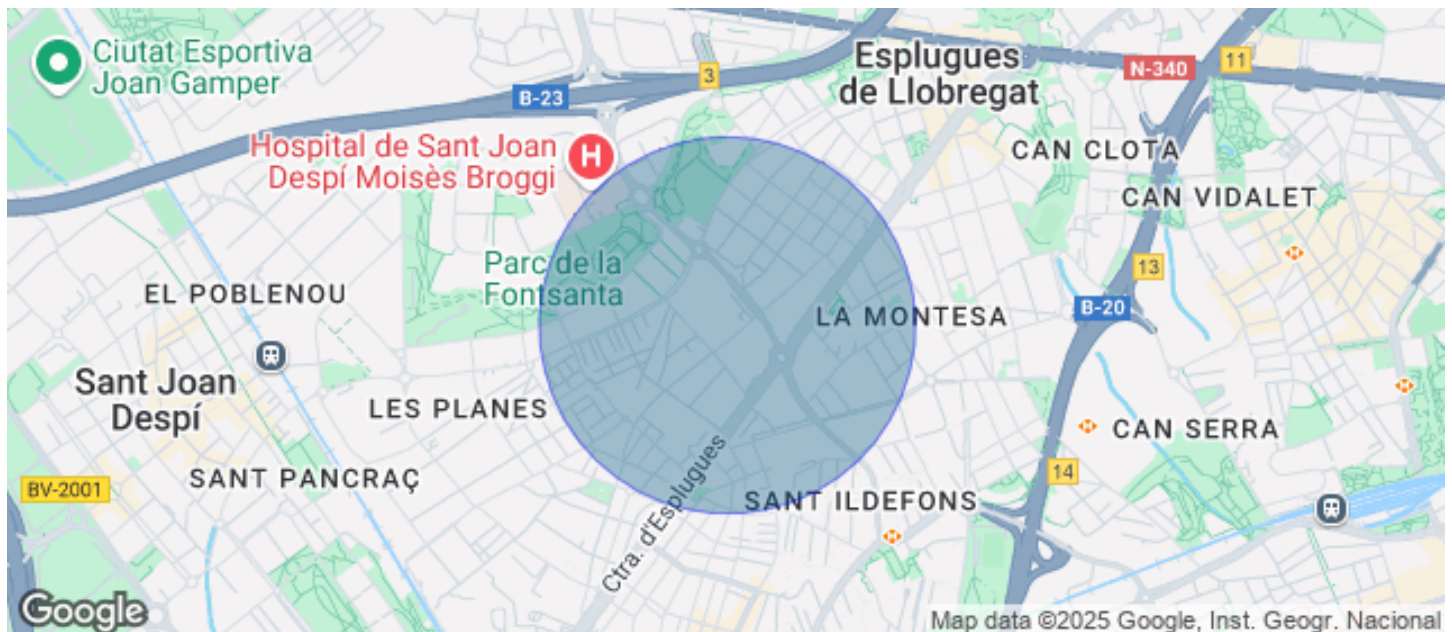 Ciutat Esportiva
Joan Gamper
B-23
3
Esplugues
de Llobregat
N-340
11
Hospital de Sant Joan
Despí Moisès Broggi
H
CAN CLOTA
CAN VIDALET
Parc de la
Fontsanta
EL POBLENOU
LA MONTESA
13
B-20
Sant Joan
Despí
LES PLANES
CAN SERRA
SANT PANCRAÇ
BV-2001
14
SANT ILDEFONS
Ctra. d'Esplugues
Google
Map data ©2025 Google, Inst. Geogr. Nacional